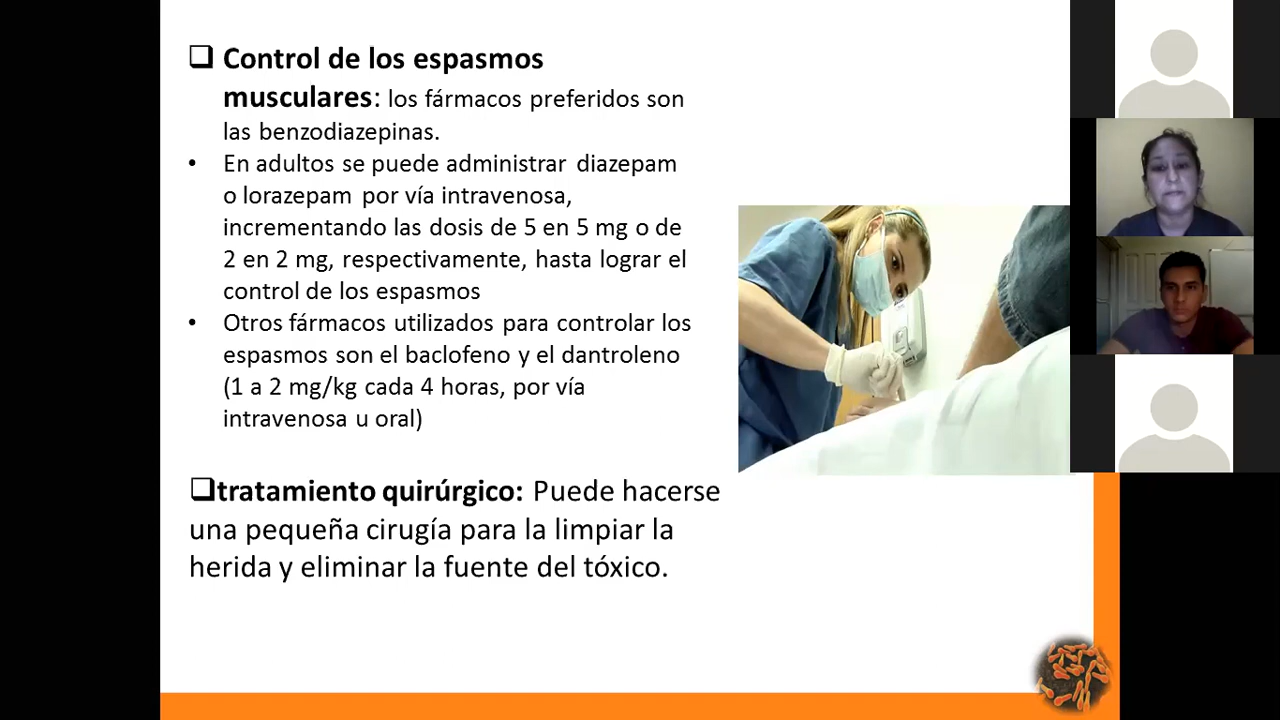 ❑ Control de los espasmos
musculares: los fármacos preferidos son
las benzodiazepinas.
• En adultos se puede administrar diazepam
o lorazepam por vía intravenosa,
incrementando las dosis de 5 en 5 mg o de
2 en 2 mg, respectivamente, hasta lograr el
control de los espasmos
• Otros fármacos utilizados para controlar los
espasmos son el baclofeno y el dantroleno
(1 a 2 mg/kg cada 4 horas, por vía
intravenosa u oral)
❑tratamiento quirúrgico: Puede hacerse
una pequeña cirugía para la limpiar la
herida y eliminar la fuente del tóxico.